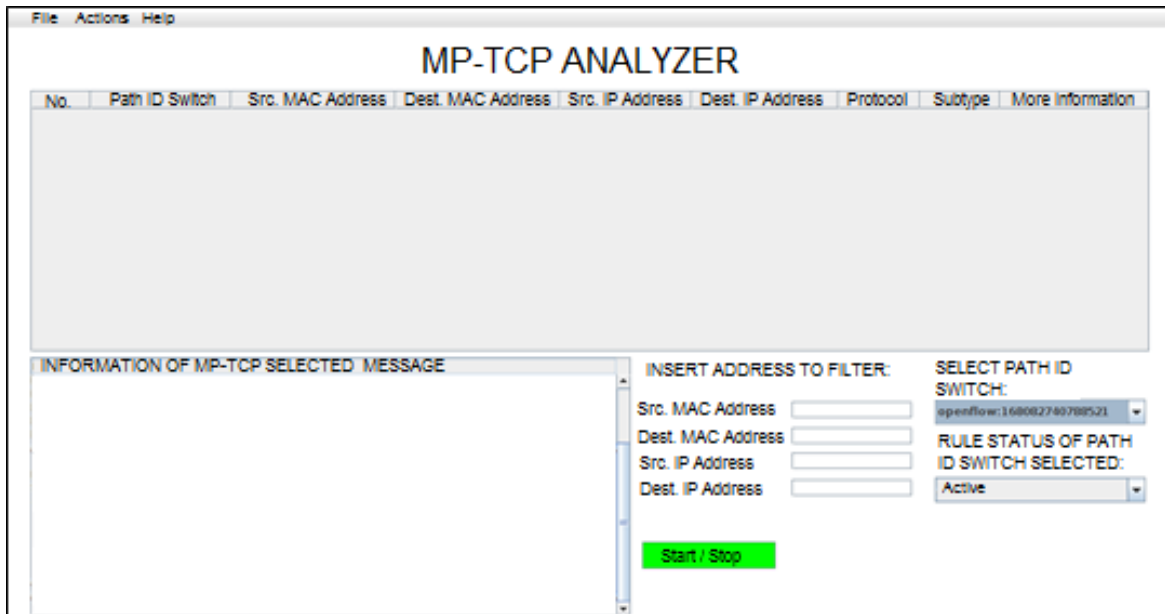 File Actions Help
MP-TCP ANALYZER
No. Path ID Switch Src. MAC Address Dest. MAC Address Src. IP Address Dest. IP Address Protocol Subtype More Information
INFORMATION OF MP-TCP SELECTED MESSAGE
INSERT ADDRESS TO FILTER:
Src. MAC Address
Dest. MAC Address
Src. IP Address
Dest. IP Address
Start / Stop
SELECT PATH ID
SWITCH:
openflow:168082740788521
RULE STATUS OF PATH
ID SWITCH SELECTED:
Active